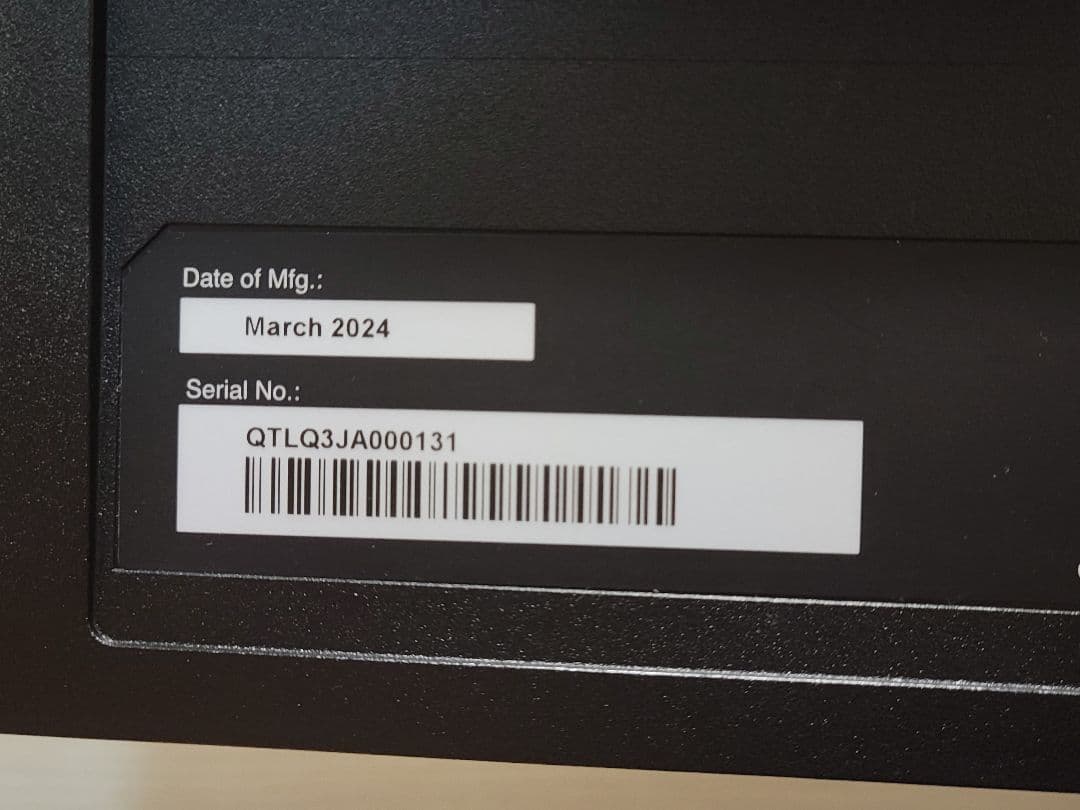 Date of Mfg.:
March 2024
Serial No.:
QTLQ3JA000131